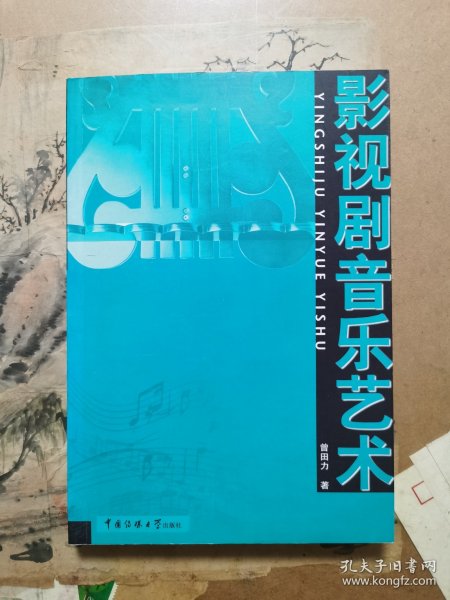 影视剧音乐艺术
YINGSHIJU YINYUE YISHU
曾田力 著
中国传媒大学出版社
孔夫子旧书网
www.kongfz.com